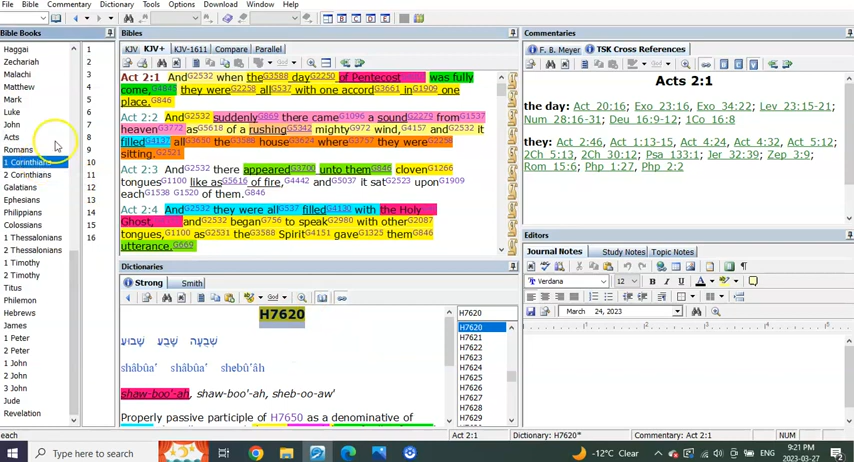 File Bible Commentary Dictionary Tools Options Download Window Help
Bible Books
Haggai
Zechariah
Malachi
Matthew
Mark
Luke
John
Acts
Romans
1 Corinthians
2 Corinthians
Galatians
Ephesians
Philippians
Colossians
1 Thessalonians
2 Thessalonians
1 Timothy
2 Timothy
Titus
Philemon
Hebrews
James
1 Peter
2 Peter
1 John
2 John
3 John
Jude
Revelation
1
2
3
4
5
6
7
8
9
10
11
12
13
14
15
16
Bibles
KJV KJV+ KJV-1611 Compare Parallel
Act 2:1 And G2532 when the G3588 day G2250 of Pentecost was fully
come, G4845 they were G2258 all G537 with one accord G3661 in G1909 one
place. G846
Act 2:2 And G2532 suddenly G869 there came G1096 a sound G2279 from G1537
heaven G3772 as G5618 of a rushing G5342 mighty G972 wind, G4157 and G2532 it
filled G4137 all G3650 the G3588 house G3624 where G3757 they were G2258
sitting. G2521
Act 2:3 And G2532 there appeared G3700 unto them G846 cloven G1266
tongues G1100 like as G5616 of fire, G4442 and G5037 it sat G2523 upon G1909
each G1538 G1520 of them. G846
Act 2:4 And G2532 they were all G537 filled G4130 with the Holy
Ghost, and G2532 began G756 to speak G2980 with other G2087
tongues, G1100 as G2531 the Spirit G4151 gave G1325 them G846
utterance. G669
Dictionaries
Strong Smith
H7620
שְׁבֻעָה שָׁבֻעַ שָׁבוּעַ
shâbûa‛ shâbûa‛ shebû‛âh
shaw-boo'-ah, shaw-boo'-ah, sheb-oo-aw'
Properly passive participle of H7650 as a denominative of
H7620
H7620
H7621
H7622
H7623
H7624
H7625
H7626
H7627
H7628
Commentaries
F. B. Meyer TSK Cross References
Acts 2:1
the day: Act 20:16; Exo 23:16, Exo 34:22; Lev 23:15-21;
Num 28:16-31; Deu 16:9-12; 1Co 16:8
they: Act 2:46, Act 1:13-15, Act 4:24, Act 4:32, Act 5:12;
2Ch 5:13, 2Ch 30:12; Psa 133:1; Jer 32:39; Zep 3:9;
Rom 15:6; Php 1:27, Php 2:2
Editors
Journal Notes Study Notes Topic Notes
Verdana 12
B I U
March 24, 2023
each
Act 2:1 Dictionary: H7620* Commentary: Act 2:1 NUM
Type here to search
-12°C Clear
ENG
9:21 PM
2023-03-27